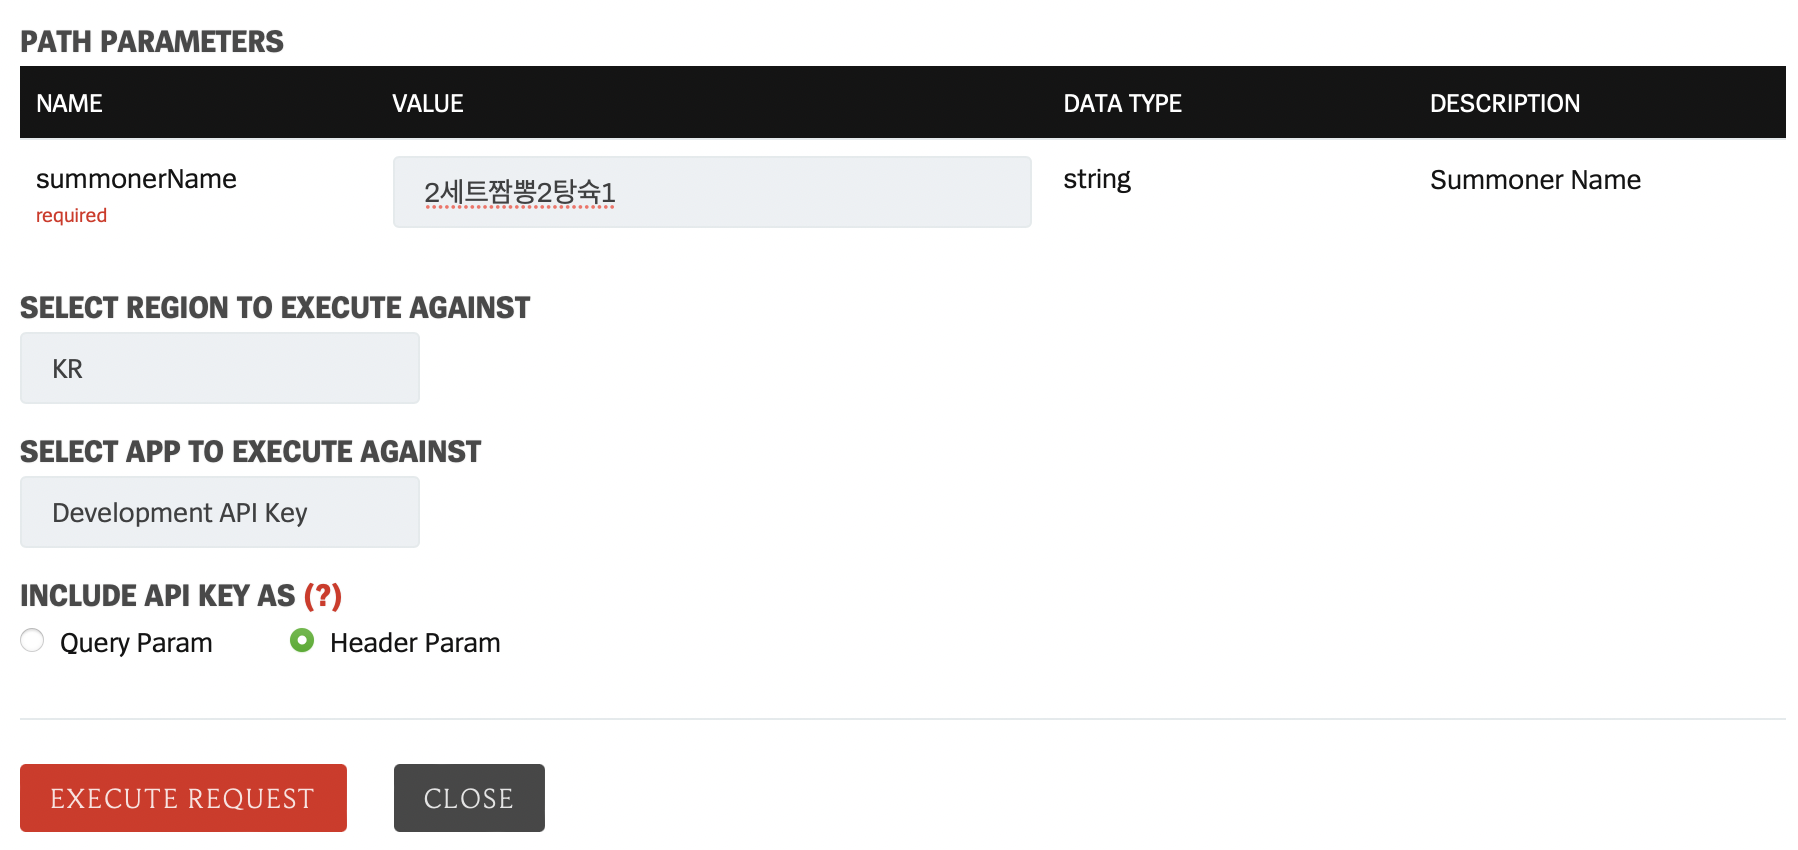 PATH PARAMETERS
NAME VALUE DATA TYPE DESCRIPTION
summonerName 2세트짬뽕2탕슉1 string Summoner Name
required
SELECT REGION TO EXECUTE AGAINST
KR
SELECT APP TO EXECUTE AGAINST
Development API Key
INCLUDE API KEY AS (?)
Query Param Header Param
EXECUTE REQUEST CLOSE